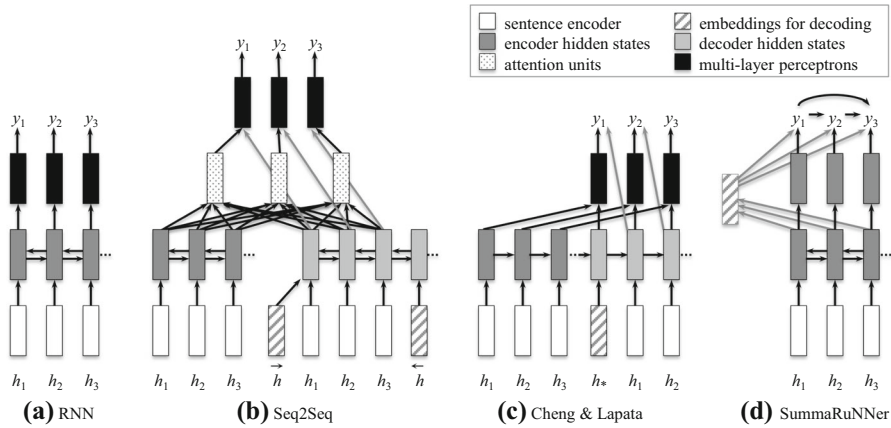 sentence encoder
embeddings for decoding
encoder hidden states
decoder hidden states
attention units
multi-layer perceptrons
y1 y2 y3
y1 y2 y3
y1 y2 y3
y1 y2 y3
... ... ... ...
h1 h2 h3
h1 h2 h3 →h h1 h2 h3 ←h
h1 h2 h3 h* h1 h2
h1 h2 h3
(a) RNN
(b) Seq2Seq
(c) Cheng & Lapata
(d) SummaRuNNer